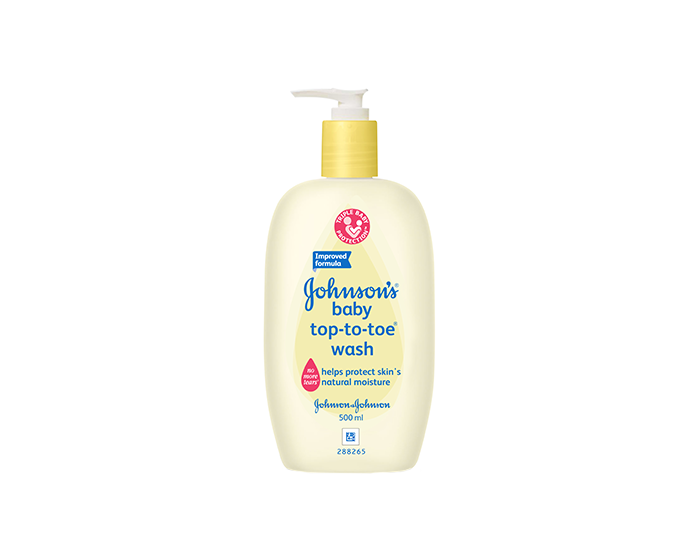 TRIPLE BABY
PROTECTION™
Improved
formula
Johnson's®
baby
top-to-toe®
wash
no
more
tears®
helps protect skin's
natural moisture
Johnson & Johnson
500 ml
288265